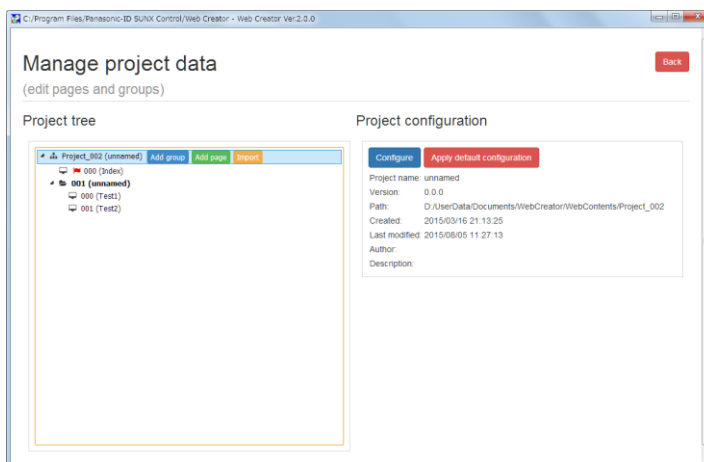 C:/Program Files/Panasonic-ID SUNX Control/Web Creator - Web Creator Ver.2.0.0
Manage project data
Back
(edit pages and groups)
Project tree
Project configuration
Project_002 (unnamed) Add group Add page Import
000 (Index)
001 (unnamed)
000 (Test1)
001 (Test2)
Configure Apply default configuration
Project name: unnamed
Version: 0.0.0
Path: D:/UserData/Documents/WebCreator/WebContents/Project_002
Created: 2015/03/16 21:13:25
Last modified: 2015/08/05 11:27:13
Author:
Description: